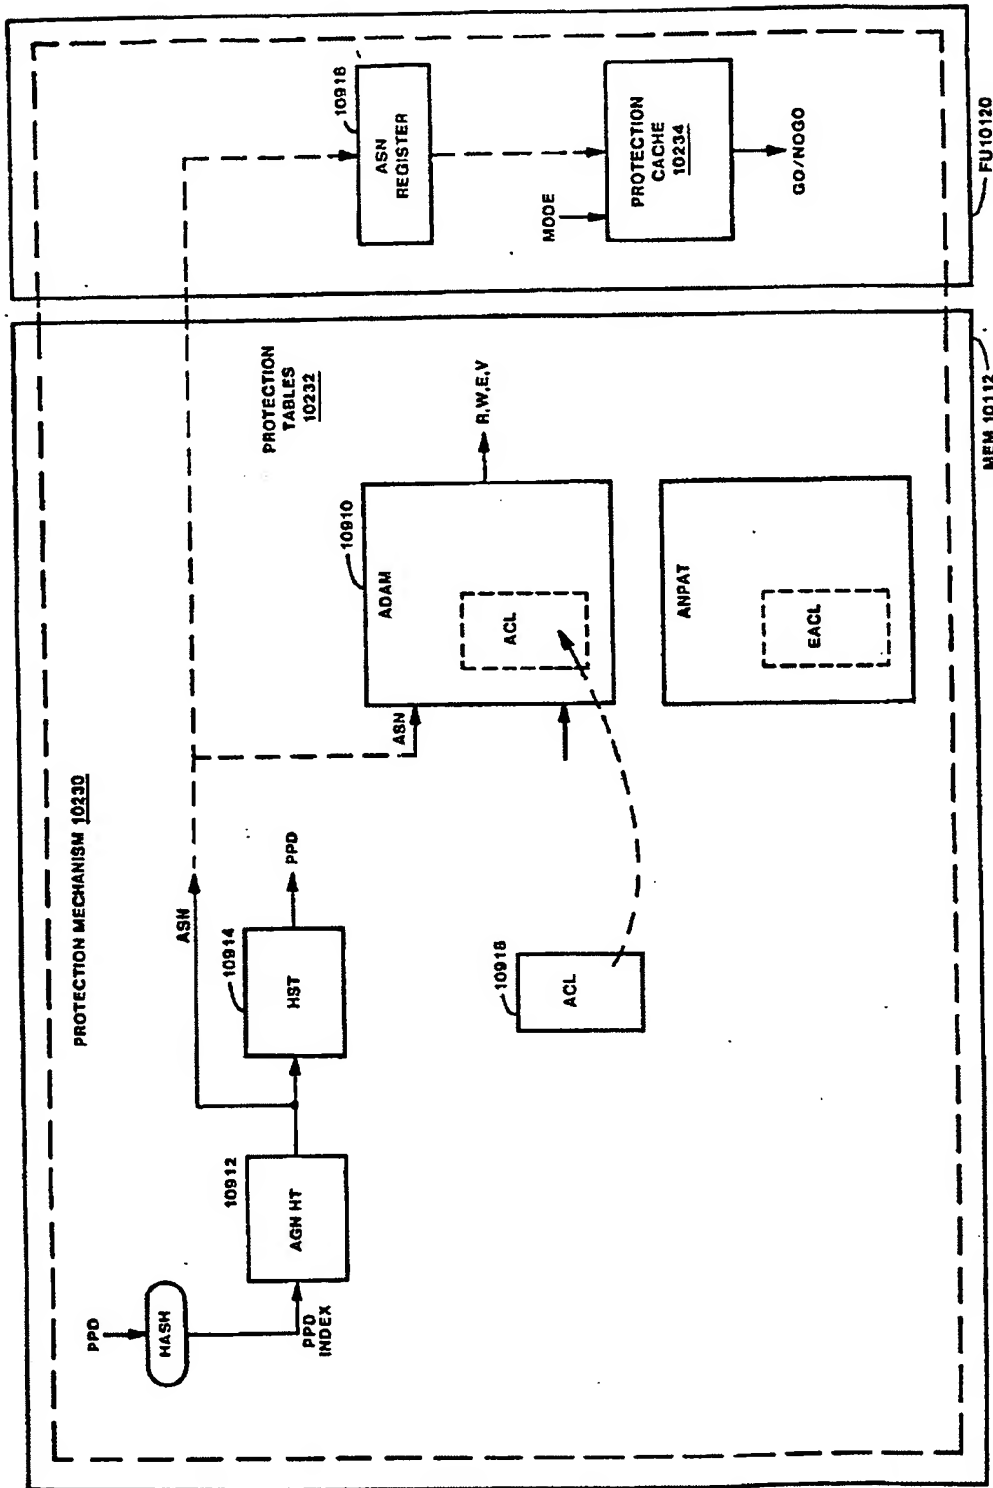 PROTECTION MECHANISM 10230
PPD
HASH
PPD
INDEX
10912
AGN HT
ASN
10914
HST
PPD
10918
ACL
PROTECTION
TABLES
10232
ASN
10910
ADAM
ACL
R,W,E,V
ANPAT
EACL
MEM 10112
10916
ASN
REGISTER
MODE
PROTECTION
CACHE
10234
GO/NOGO
FU10120